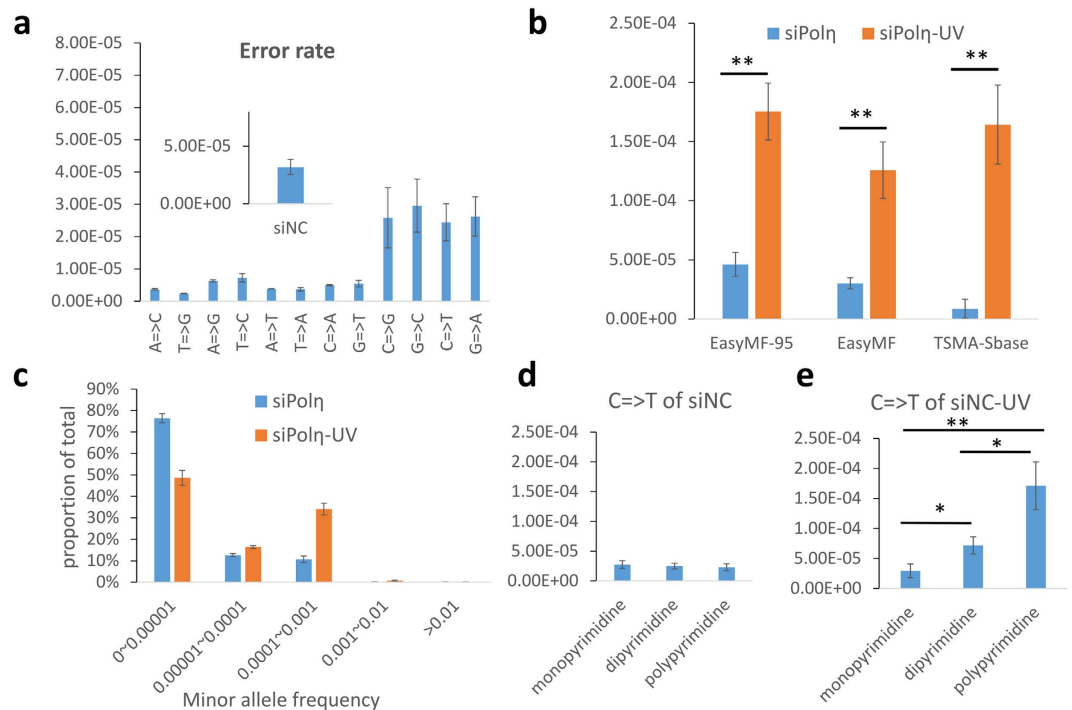 a
Error rate
8.00E-05
7.00E-05
6.00E-05
5.00E-05
4.00E-05
3.00E-05
2.00E-05
1.00E-05
0.00E+00
5.00E-05
0.00E+00
siNC
A=>C
T=>G
A=>G
T=>C
A=>T
T=>A
C=>A
G=>T
C=>G
G=>C
C=>T
G=>A
b
siPolη siPolη-UV
2.50E-04
2.00E-04
1.50E-04
1.00E-04
5.00E-05
0.00E+00
** ** **
EasyMF-95 EasyMF TSMA-Sbase
c
siPolη
siPolη-UV
proportion of total
90%
80%
70%
60%
50%
40%
30%
20%
10%
0%
0~0.00001
0.00001~0.0001
0.0001~0.001
0.001~0.01
>0.01
Minor allele frequency
d
C=>T of siNC
2.50E-04
2.00E-04
1.50E-04
1.00E-04
5.00E-05
0.00E+00
monopyrimidine
dipyrimidine
polypyrimidine
e
C=>T of siNC-UV
2.50E-04
2.00E-04
1.50E-04
1.00E-04
5.00E-05
0.00E+00
**
*
*
monopyrimidine
dipyrimidine
polypyrimidine